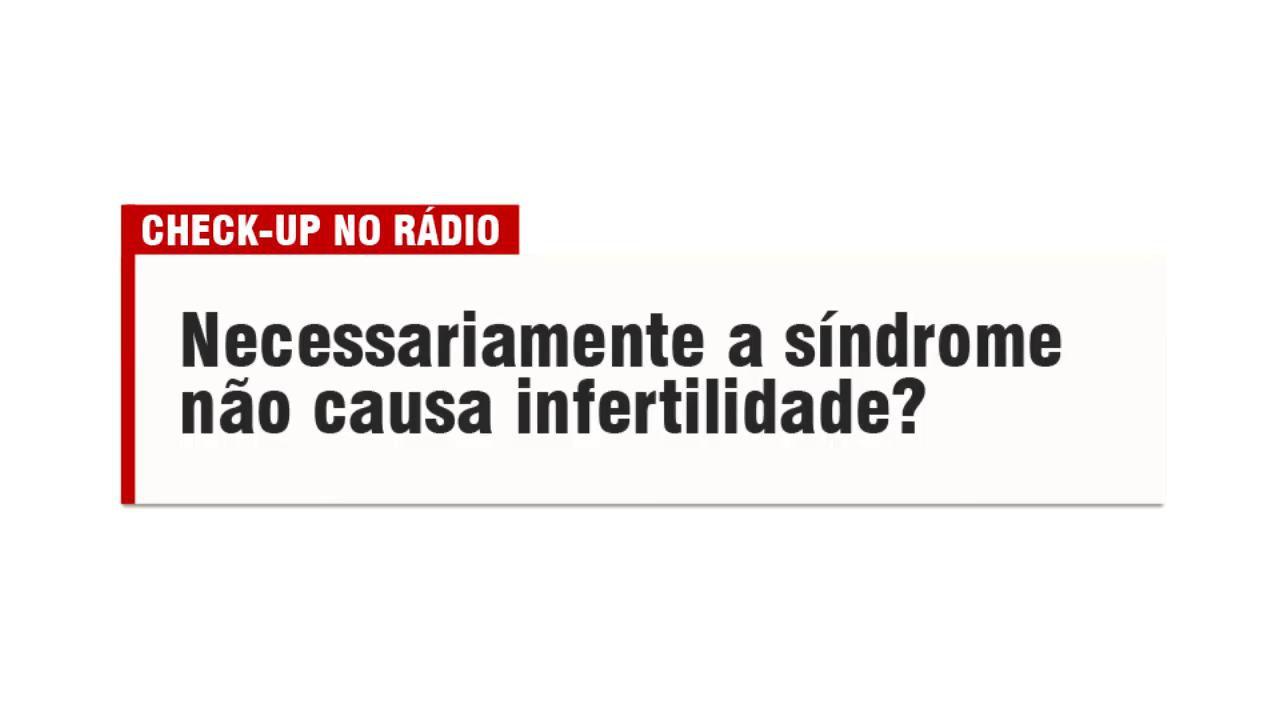 CHECK-UP NO RÁDIO
Necessariamente a síndrome
não causa infertilidade?